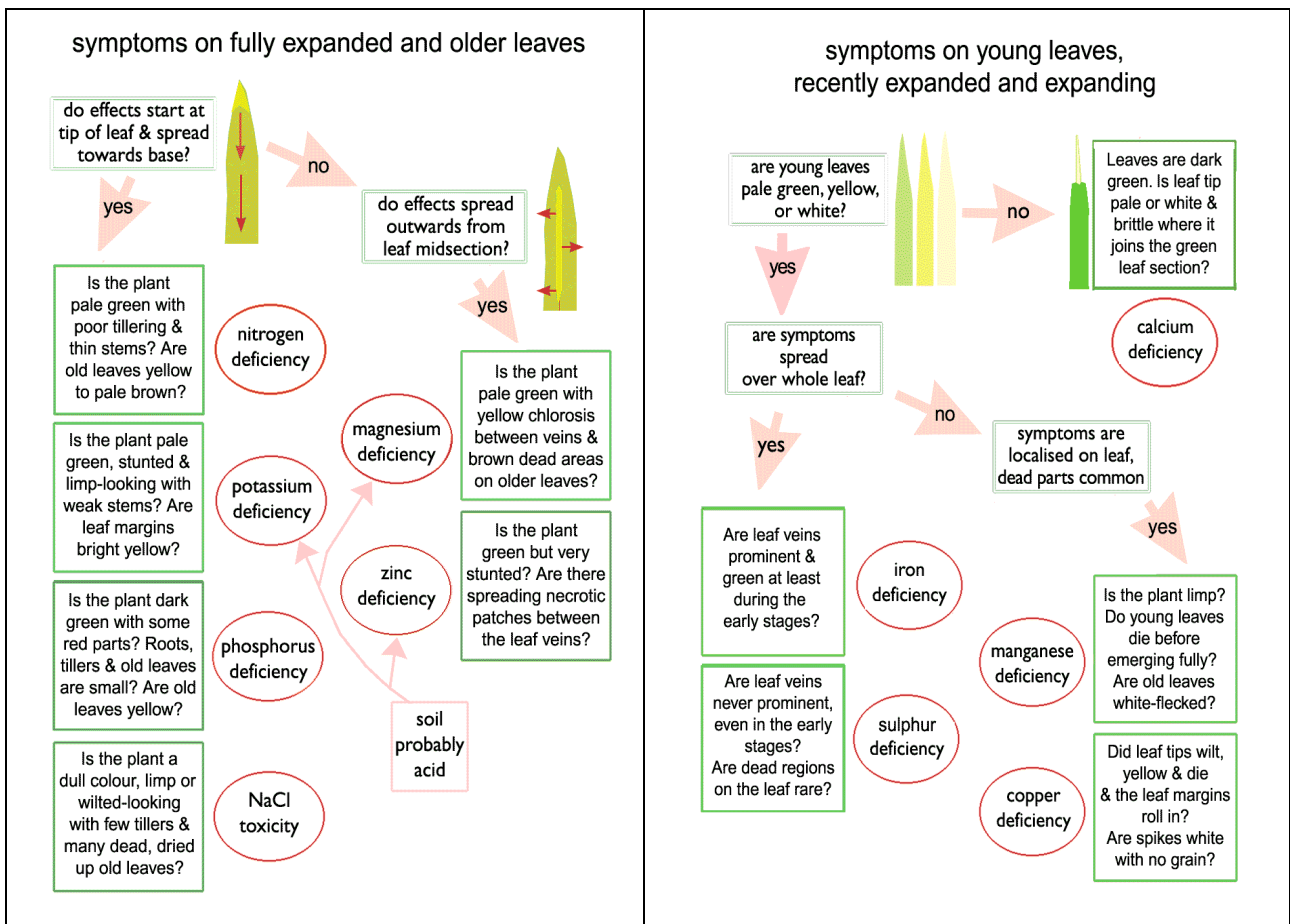 symptoms on fully expanded and older leaves
do effects start at
tip of leaf & spread
towards base?
no
yes
do effects spread
outwards from
leaf midsection?
yes
Is the plant
pale green with
poor tillering &
thin stems? Are
old leaves yellow
to pale brown?
nitrogen
deficiency
Is the plant pale
green, stunted &
limp-looking with
weak stems? Are
leaf margins
bright yellow?
potassium
deficiency
Is the plant dark
green with some
red parts? Roots,
tillers & old leaves
are small? Are old
leaves yellow?
phosphorus
deficiency
Is the plant a
dull colour, limp or
wilted-looking
with few tillers &
many dead, dried
up old leaves?
NaCl
toxicity
Is the plant
pale green with
yellow chlorosis
between veins &
brown dead areas
on older leaves?
magnesium
deficiency
Is the plant
green but very
stunted? Are there
spreading necrotic
patches between
the leaf veins?
zinc
deficiency
soil
probably
acid
symptoms on young leaves,
recently expanded and expanding
are young leaves
pale green, yellow,
or white?
no
Leaves are dark
green. Is leaf tip
pale or white &
brittle where it
joins the green
leaf section?
calcium
deficiency
yes
are symptoms
spread
over whole leaf?
no
yes
symptoms are
localised on leaf,
dead parts common
yes
Are leaf veins
prominent &
green at least
during the
early stages?
iron
deficiency
Are leaf veins
never prominent,
even in the early
stages?
Are dead regions
on the leaf rare?
sulphur
deficiency
Is the plant limp?
Do young leaves
die before
emerging fully?
Are old leaves
white-flecked?
manganese
deficiency
Did leaf tips wilt,
yellow & die
& the leaf margins
roll in?
Are spikes white
with no grain?
copper
deficiency